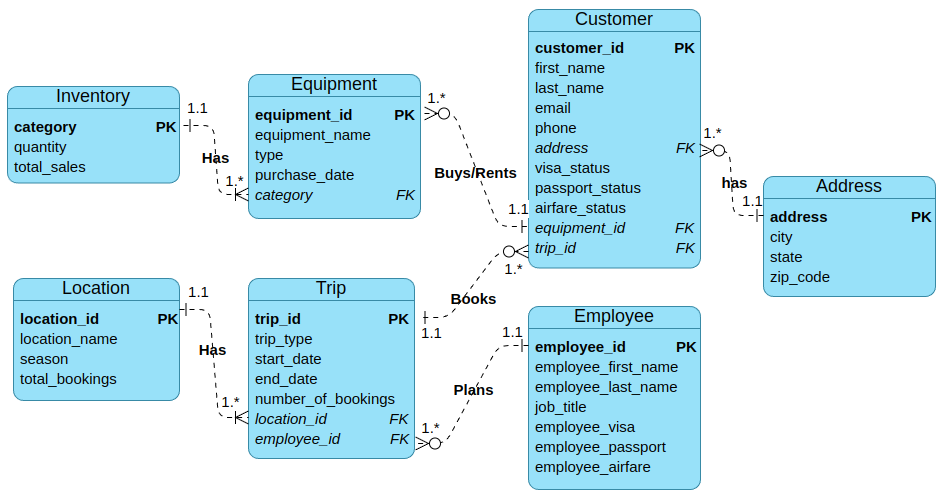 Inventory
category PK
quantity
total_sales
1.1
Has
1.*
Equipment
equipment_id PK
equipment_name
type
purchase_date
category FK
1.*
Buys/Rents
1.1
Customer
customer_id PK
first_name
last_name
email
phone
address FK
visa_status
passport_status
airfare_status
equipment_id FK
trip_id FK
1.*
has
1.1
Address
address PK
city
state
zip_code
Location
location_id PK
location_name
season
total_bookings
1.1
Has
1.*
Trip
trip_id PK
trip_type
start_date
end_date
number_of_bookings
location_id FK
employee_id FK
1.*
Books
1.1
1.1
Plans
1.*
Employee
employee_id PK
employee_first_name
employee_last_name
job_title
employee_visa
employee_passport
employee_airfare